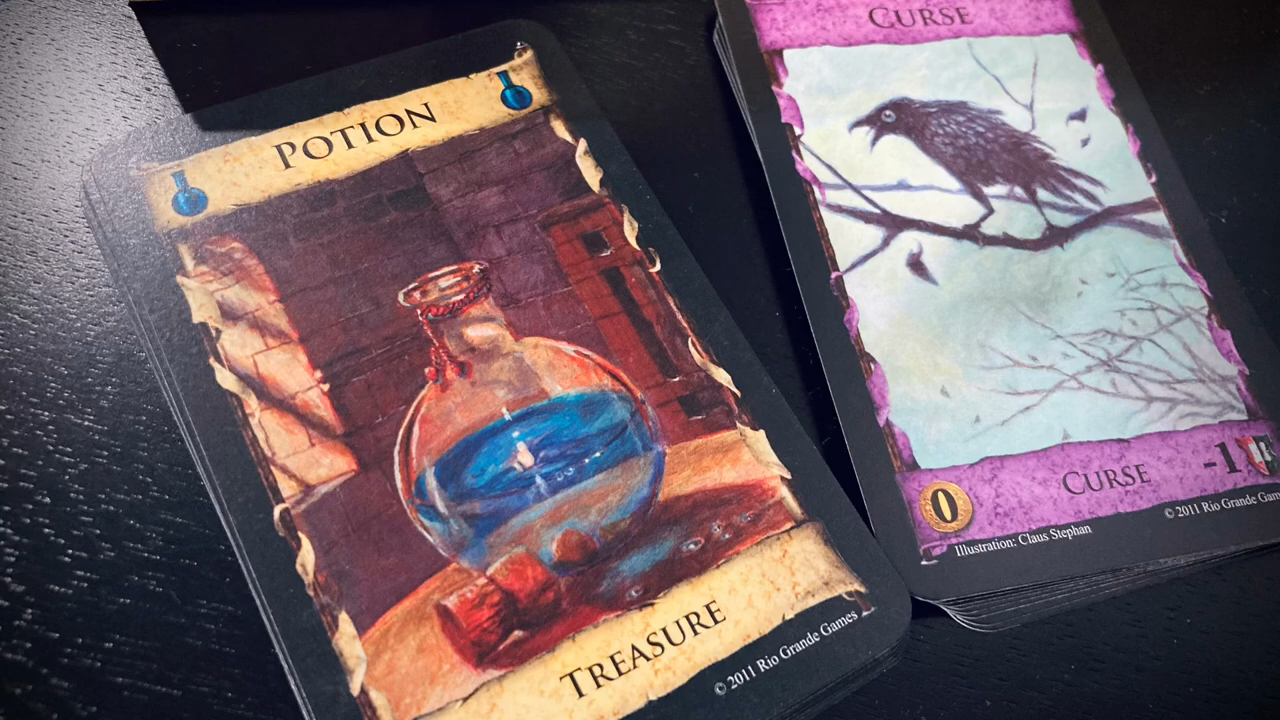 POTION
TREASURE
© 2011 Rio Grande Games
CURSE
CURSE
-1
0
Illustration: Claus Stephan
© 2011 Rio Grande Games